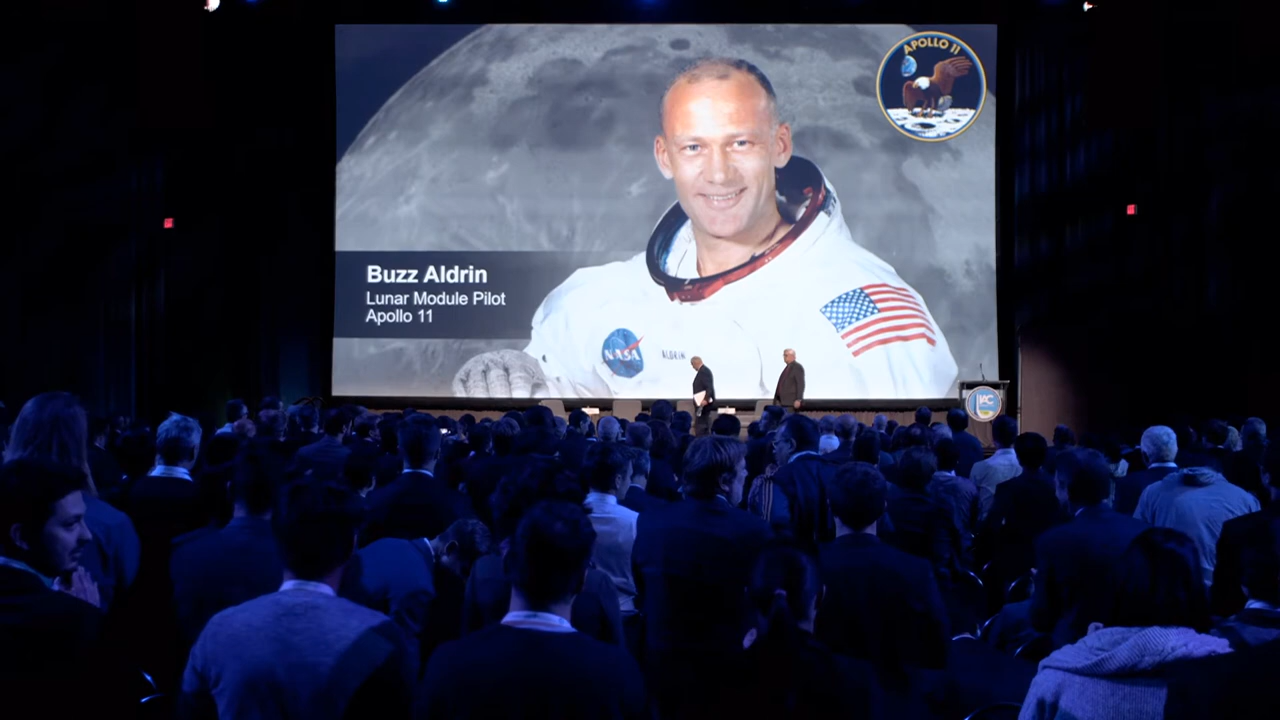 APOLLO 11
Buzz Aldrin
Lunar Module Pilot
Apollo 11
NASA
ALDRIN
IAC